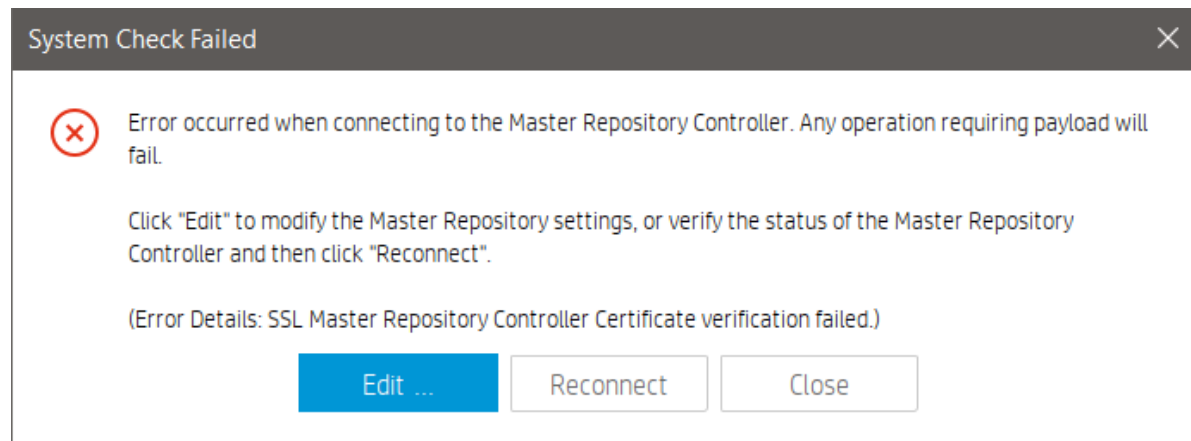 System Check Failed
Error occurred when connecting to the Master Repository Controller. Any operation requiring payload will
fail.
Click "Edit" to modify the Master Repository settings, or verify the status of the Master Repository
Controller and then click "Reconnect".
(Error Details: SSL Master Repository Controller Certificate verification failed.)
Edit ... Reconnect Close